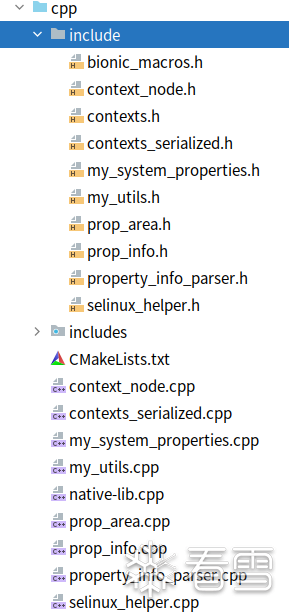 cpp
include
bionic_macros.h
context_node.h
contexts.h
contexts_serialized.h
my_system_properties.h
my_utils.h
prop_area.h
prop_info.h
property_info_parser.h
selinux_helper.h
includes
CMakeLists.txt
context_node.cpp
contexts_serialized.cpp
my_system_properties.cpp
my_utils.cpp
native-lib.cpp
prop_area.cpp
prop_info.cpp
property_info_parser.cpp
selinux_helper.cpp
看雪